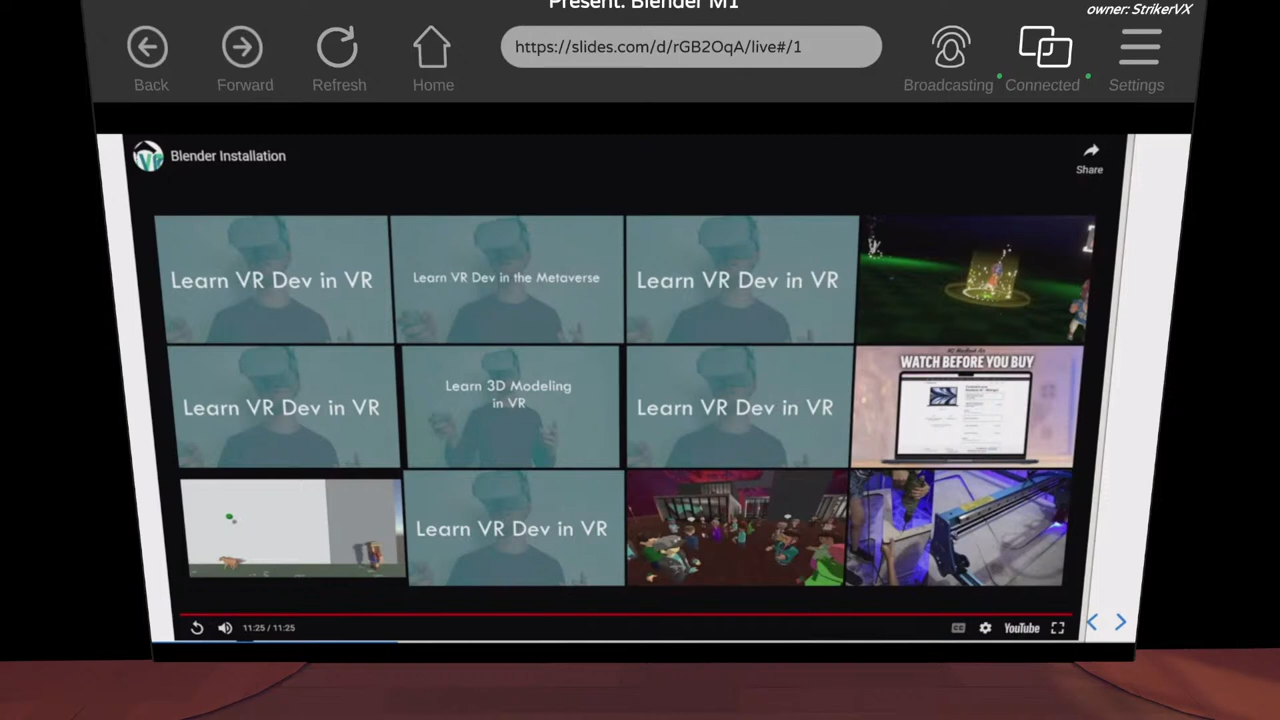 Present: Blender M1
owner: StrikerVX
https://slides.com/d/rGB2OqA/live#/1
Back
Forward
Refresh
Home
Broadcasting
Connected
Settings
Blender Installation
Share
Learn VR Dev in VR
Learn VR Dev in the Metaverse
Learn VR Dev in VR
Learn VR Dev in VR
Learn 3D Modeling
in VR
Learn VR Dev in VR
WATCH BEFORE YOU BUY
Learn VR Dev in VR
11:25 / 11:25
CC
YouTube